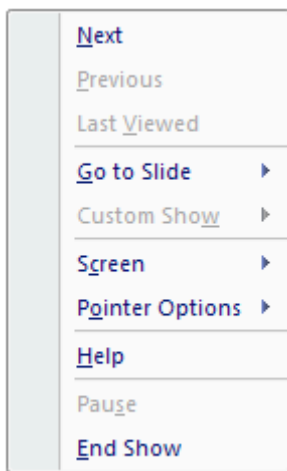 Next
Previous
Last Viewed
Go to Slide
Custom Show
Screen
Pointer Options
Help
Pause
End Show